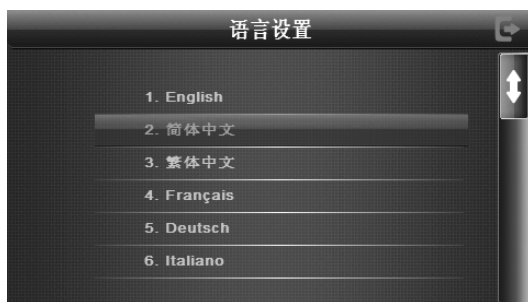 语言设置
1. English
2. 简体中文
3. 繁体中文
4. Français
5. Deutsch
6. Italiano